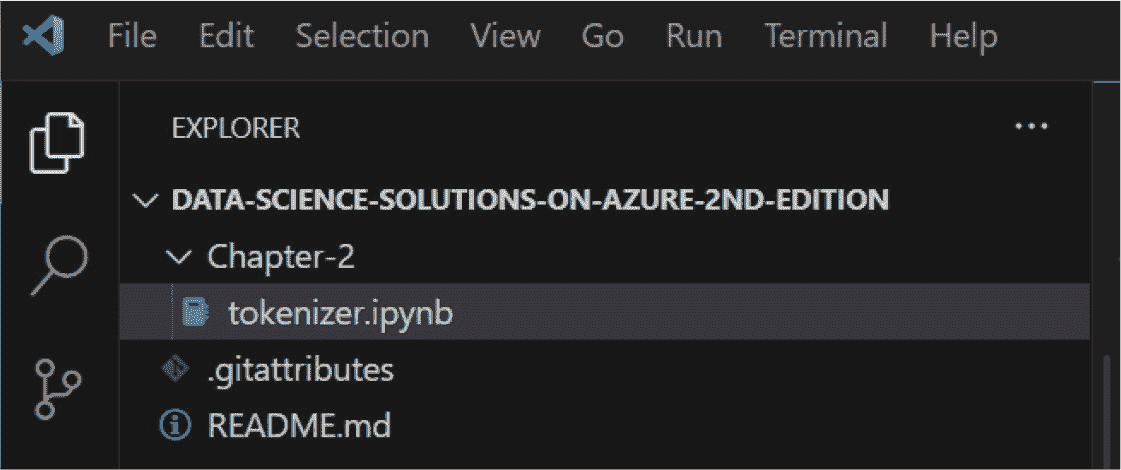 File Edit Selection View Go Run Terminal Help
EXPLORER
DATA-SCIENCE-SOLUTIONS-ON-AZURE-2ND-EDITION
Chapter-2
tokenizer.ipynb
.gitattributes
README.md